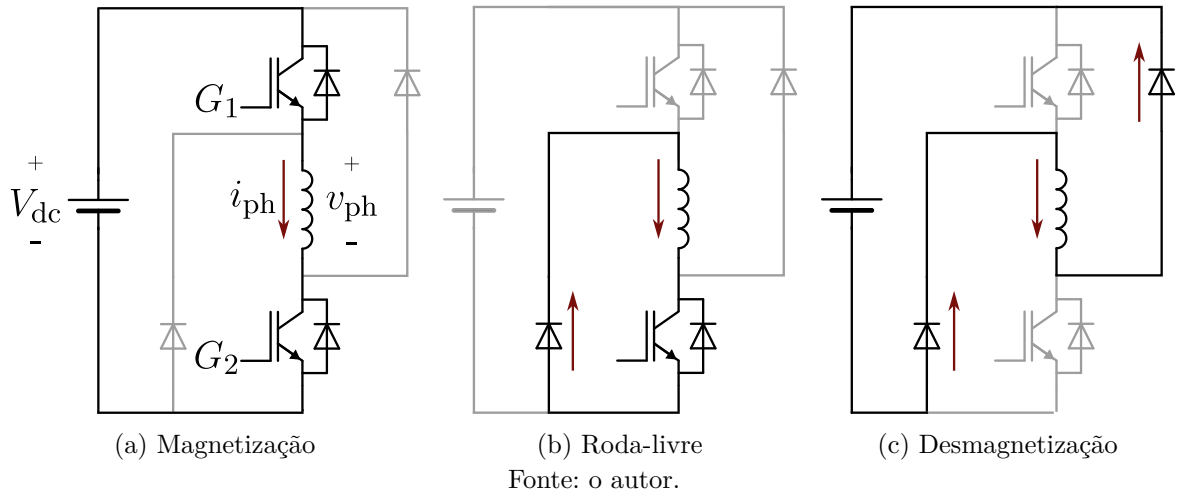 G1
+
+
Vdc
iph
vph
-
-
G2
(a) Magnetização
(b) Roda-livre
(c) Desmagnetização
Fonte: o autor.